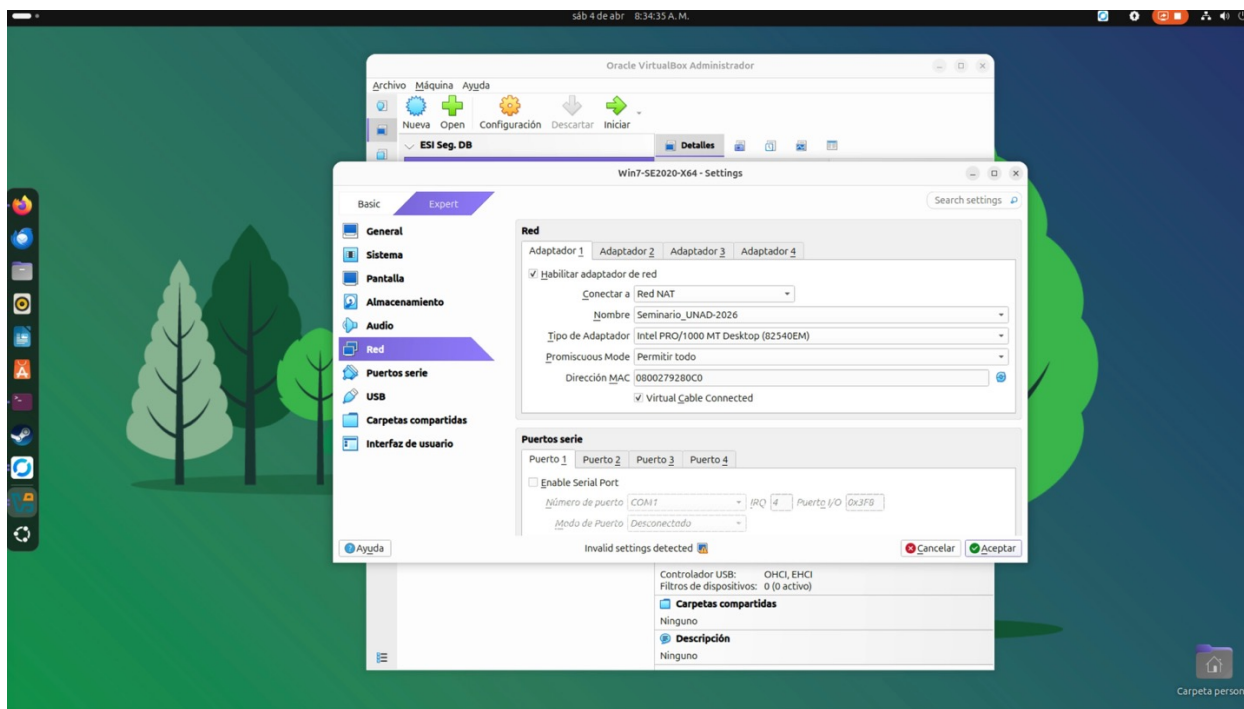 sáb 4 de abr 8:34:35 A. M.
Oracle VirtualBox Administrador
Archivo Máquina Ayuda
Nueva Open Configuración Descartar Iniciar
ESI Seg. DB
Detalles
Win7-SE2020-X64 - Settings
Basic Expert
Search settings
General
Sistema
Pantalla
Almacenamiento
Audio
Red
Puertos serie
USB
Carpetas compartidas
Interfaz de usuario
Red
Adaptador 1 Adaptador 2 Adaptador 3 Adaptador 4
Habilitar adaptador de red
Conectar a Red NAT
Nombre Seminario_UNAD-2026
Tipo de Adaptador Intel PRO/1000 MT Desktop (82540EM)
Promiscuous Mode Permitir todo
Dirección MAC 0800279280C0
Virtual Cable Connected
Puertos serie
Puerto 1 Puerto 2 Puerto 3 Puerto 4
Enable Serial Port
Número de puerto COM1 IRQ 4 Puerto I/O 0x3F8
Modo de Puerto Desconectado
Ayuda Invalid settings detected Cancelar Aceptar
Controlador USB: OHCI, EHCI
Filtros de dispositivos: 0 (0 activo)
Carpetas compartidas
Ninguno
Descripción
Ninguno
Carpeta person